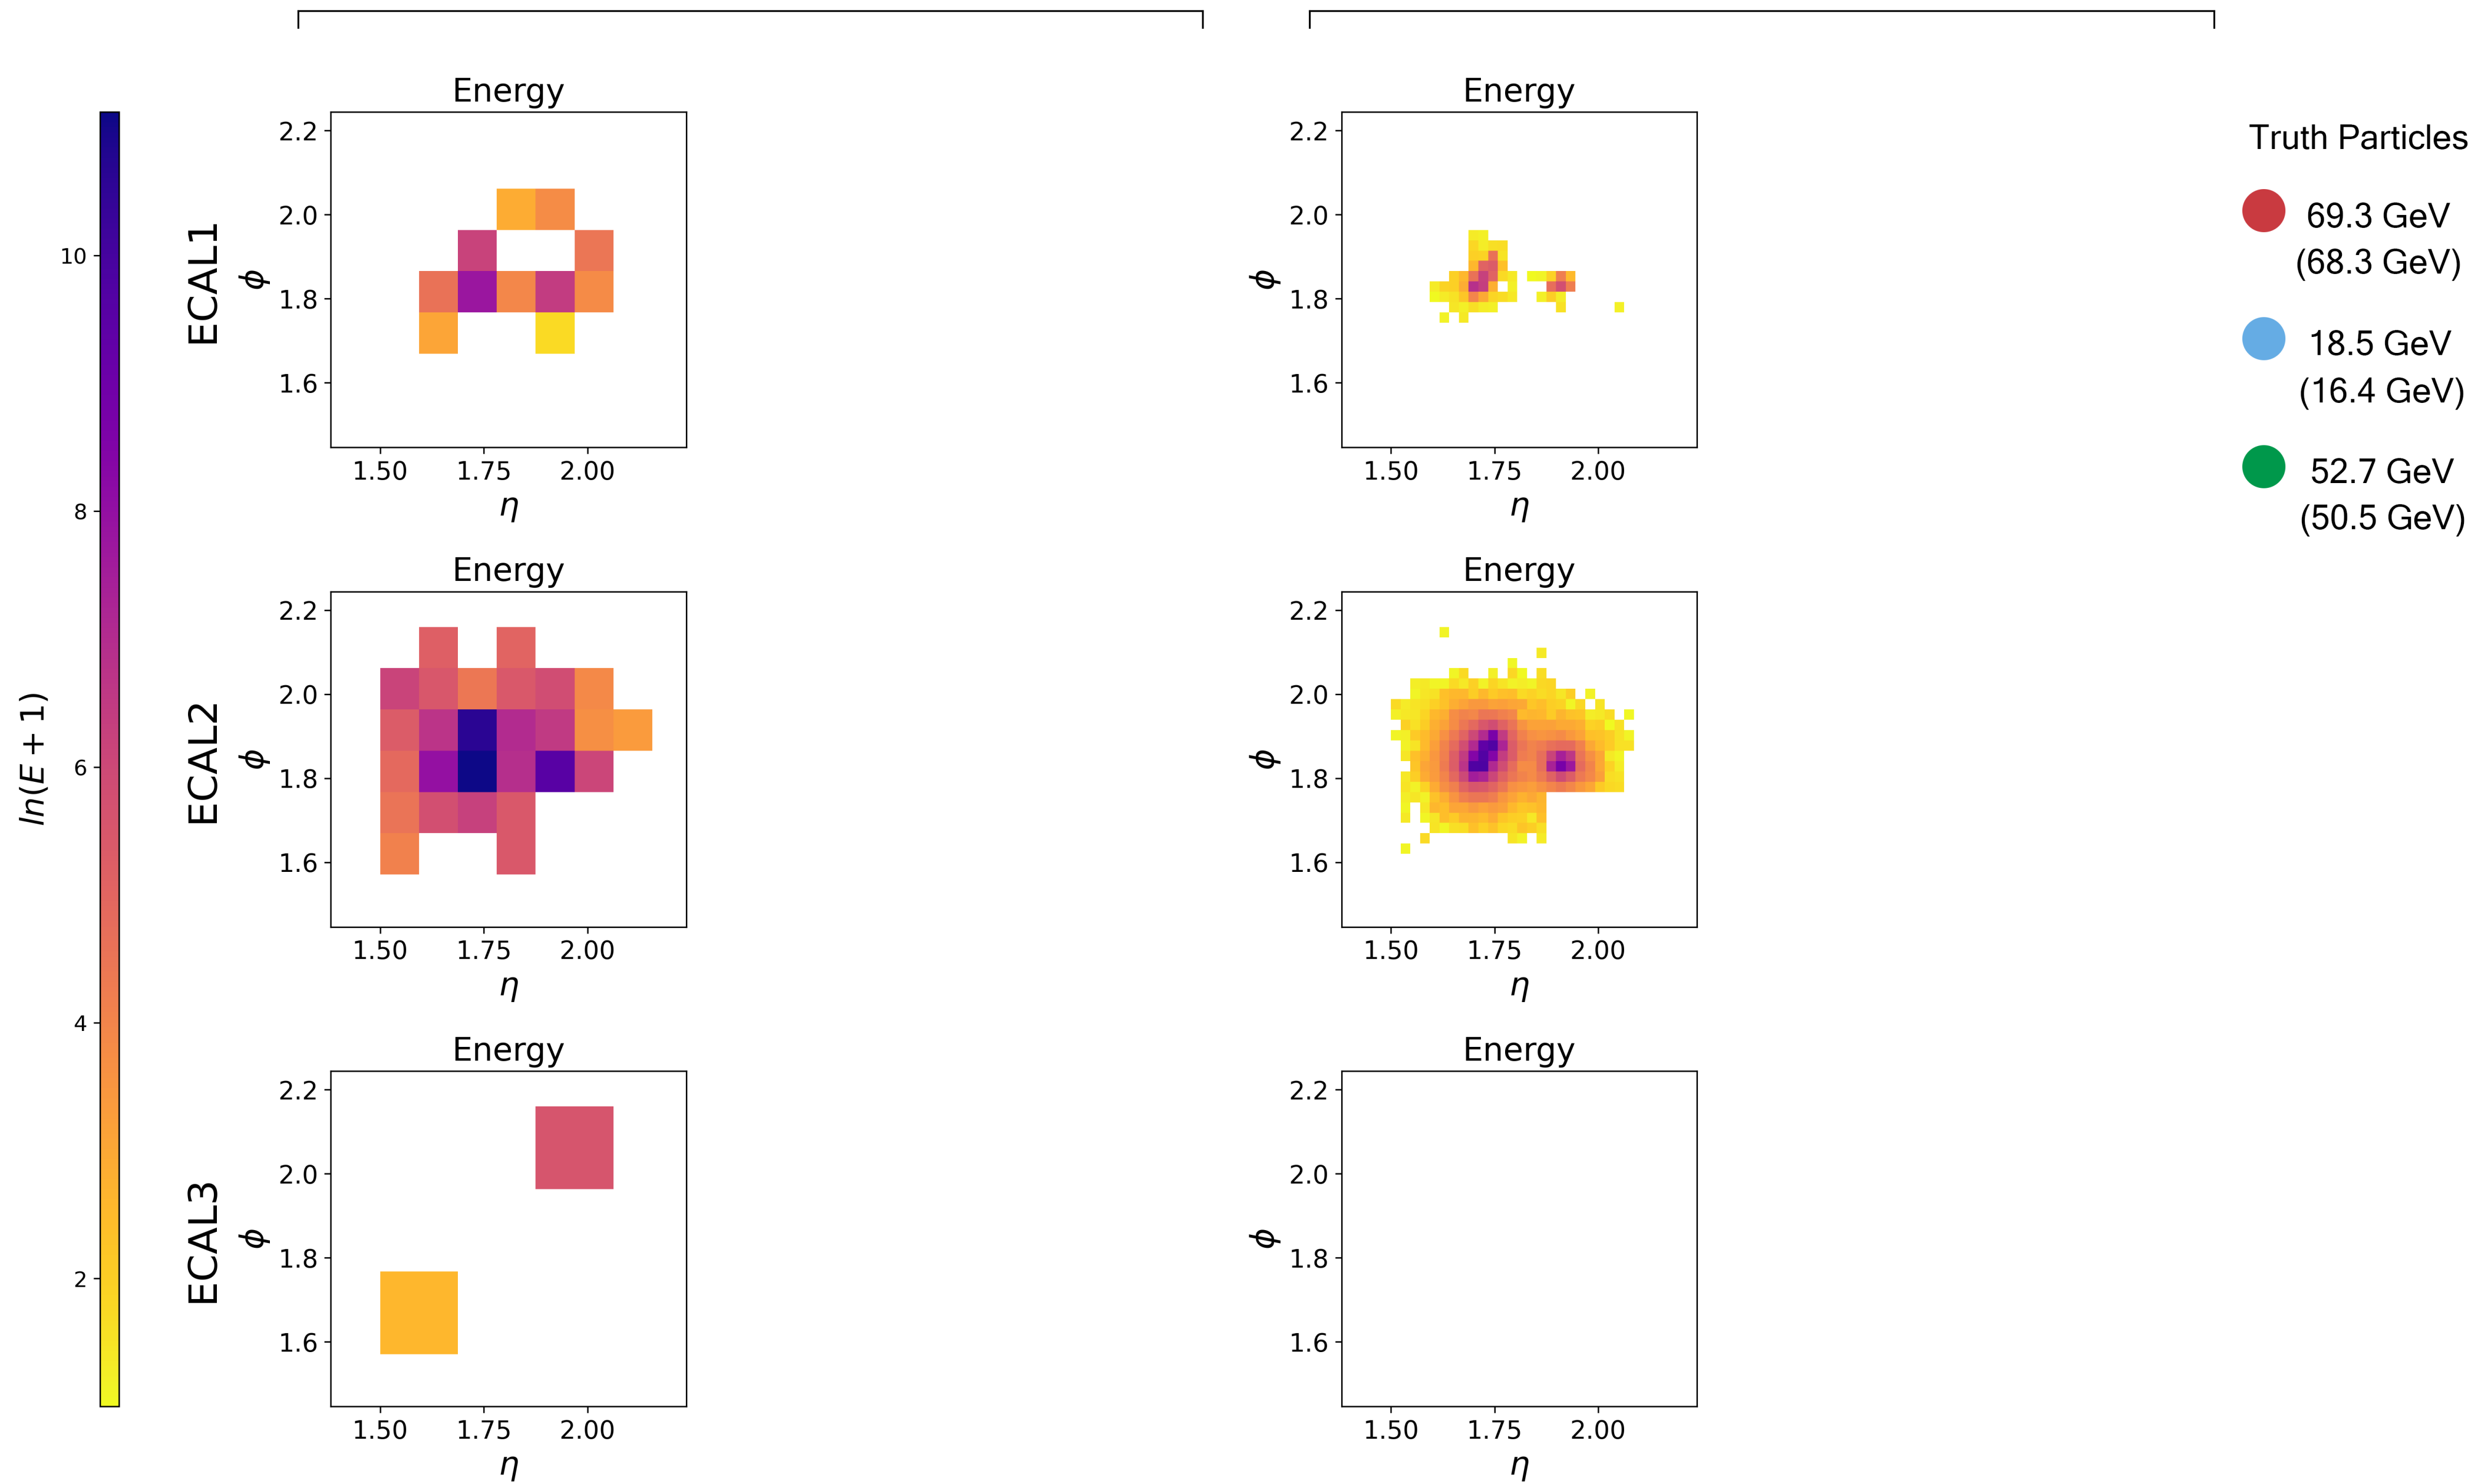 Energy
Energy
2.2
2.0
1.8
1.6
1.50 1.75 2.00
η
ϕ
ECAL1
2.2
2.0
1.8
1.6
1.50 1.75 2.00
η
ϕ
Truth Particles
69.3 GeV
(68.3 GeV)
18.5 GeV
(16.4 GeV)
52.7 GeV
(50.5 GeV)
10
8
6
4
2
ln(E + 1)
Energy
Energy
2.2
2.0
1.8
1.6
1.50 1.75 2.00
η
ϕ
ECAL2
2.2
2.0
1.8
1.6
1.50 1.75 2.00
η
ϕ
Energy
Energy
2.2
2.0
1.8
1.6
1.50 1.75 2.00
η
ϕ
ECAL3
2.2
2.0
1.8
1.6
1.50 1.75 2.00
η
ϕ